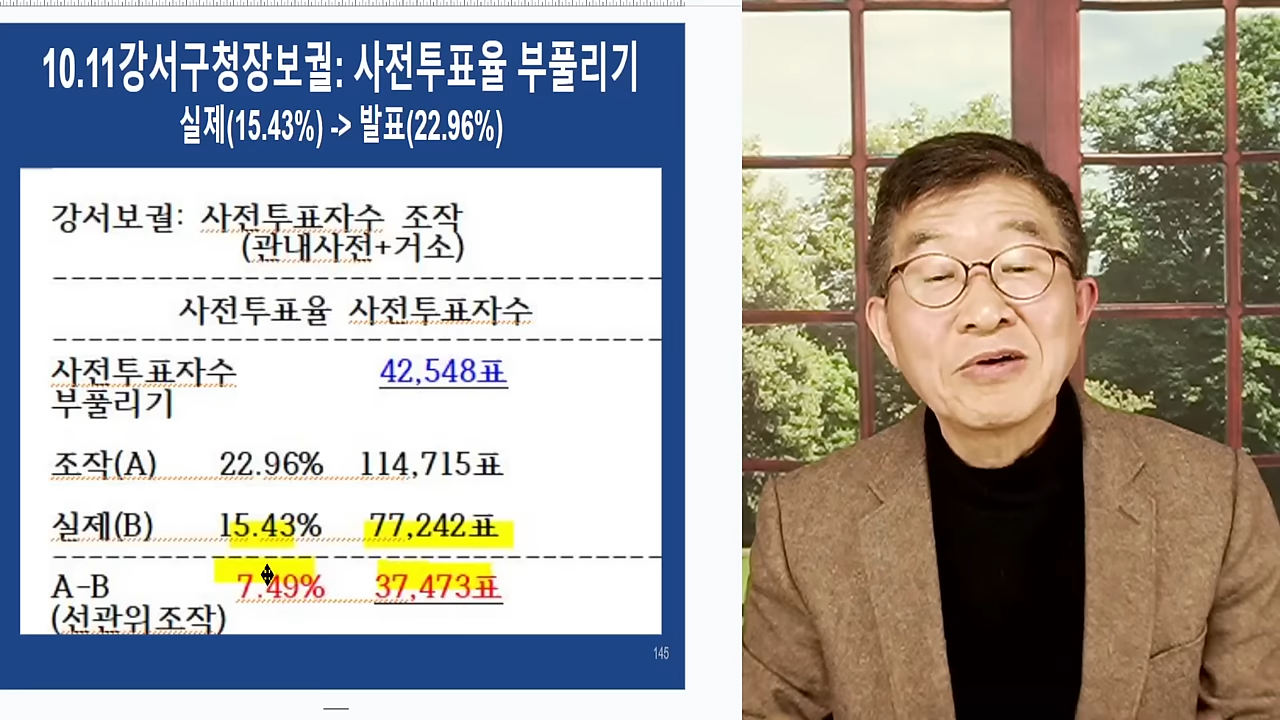 10.11강서구청장보궐: 사전투표율 부풀리기
실제(15.43%) -> 발표(22.96%)
강서보궐: 사전투표자수 조작
(관내사전+거소)
사전투표율 사전투표자수
사전투표자수 42,548표
부풀리기
조작(A) 22.96% 114,715표
실제(B) 15.43% 77,242표
A-B 7.49% 37,473표
(선관위조작)
145